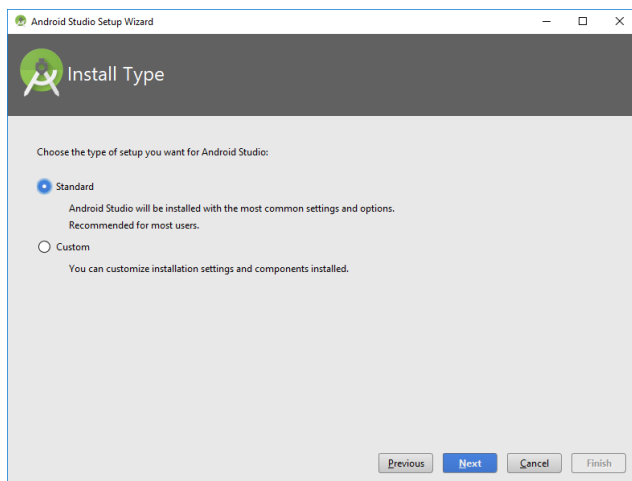 Android Studio Setup Wizard
Install Type
Choose the type of setup you want for Android Studio:
Standard
Android Studio will be installed with the most common settings and options.
Recommended for most users.
Custom
You can customize installation settings and components installed.
Previous
Next
Cancel
Finish